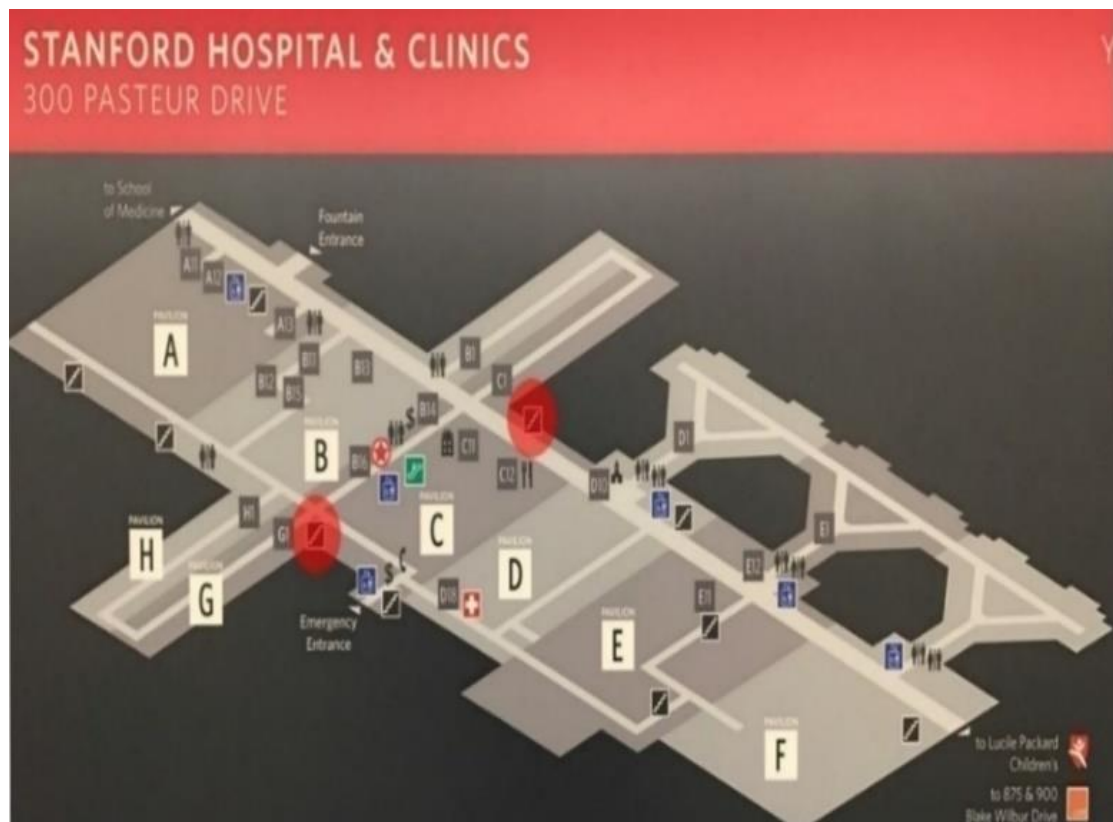 STANFORD HOSPITAL & CLINICS
300 PASTEUR DRIVE
to School
of Medicine
Fountain
Entrance
A11
A12
A13
PAVILION
A
B11
B12
B15
B13
B1
C1
B14
$
PAVILION
B
B16
C11
C12
PAVILION
C
D1
D10
PAVILION
D
PAVILION
H
H1
G1
PAVILION
G
$
D18
Emergency
Entrance
E1
E12
E11
PAVILION
E
PAVILION
F
to Lucile Packard
Children's
to 875 & 900
Blake Wilbur Drive